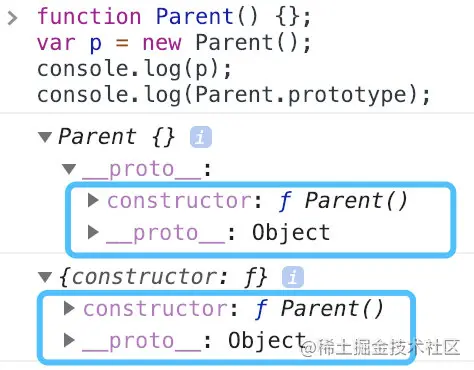 > function Parent() {};
var p = new Parent();
console.log(p);
console.log(Parent.prototype);
▼Parent {} i
▼__proto__:
▶constructor: ƒ Parent()
▶__proto__: Object
▼{constructor: ƒ} i
▶constructor: ƒ Parent()
▶__proto__: Object
@稀土掘金技术社区